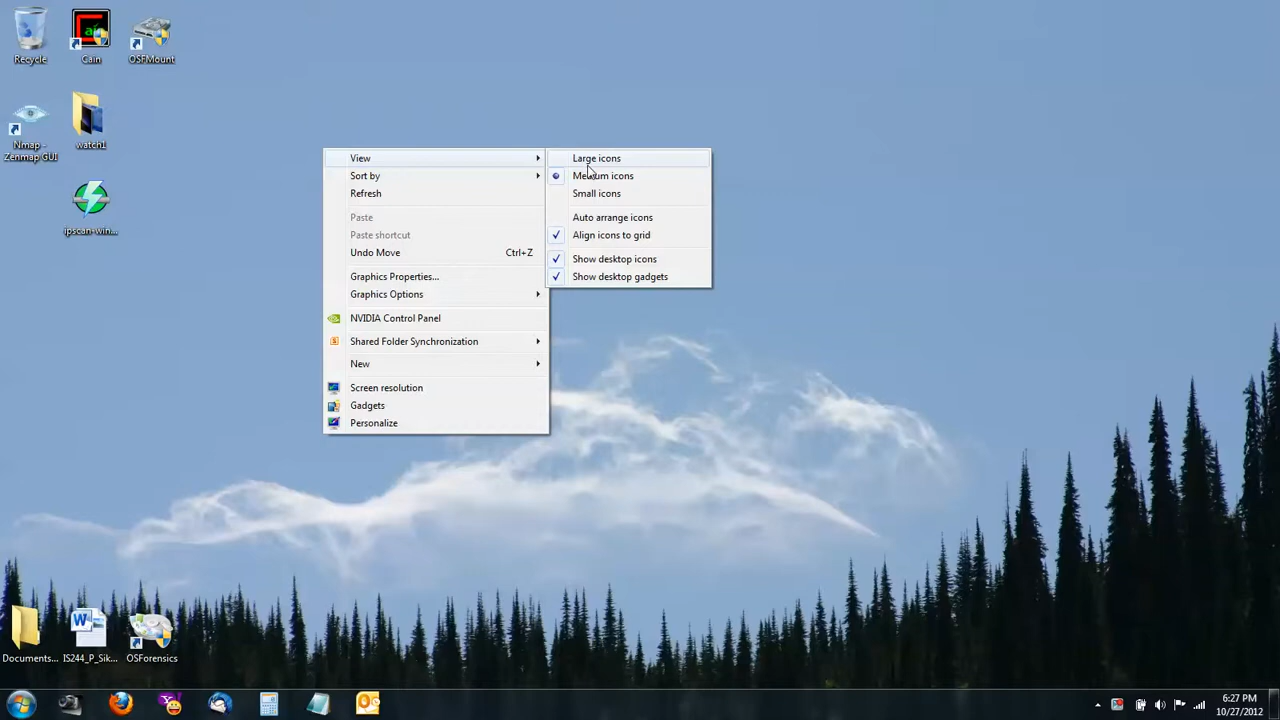 Recycle
Cain
OSFMount
Nmap -
Zenmap GUI
watch1
ipscan-win...
View
Sort by
Refresh
Paste
Paste shortcut
Undo Move Ctrl+Z
Graphics Properties...
Graphics Options
NVIDIA Control Panel
Shared Folder Synchronization
New
Screen resolution
Gadgets
Personalize
Large icons
Medium icons
Small icons
Auto arrange icons
Align icons to grid
Show desktop icons
Show desktop gadgets
Documents...
IS244_P_Sik...
OSForensics
6:27 PM
10/27/2012